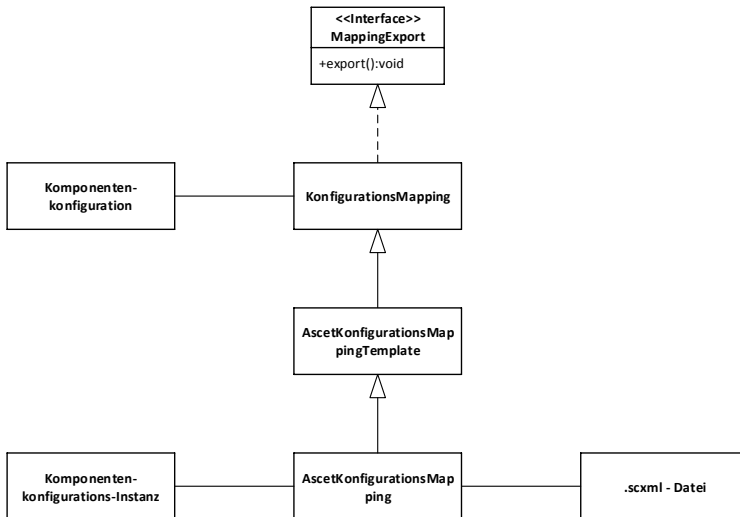 <<Interface>>
MappingExport
+export():void
Komponenten-
konfiguration
KonfigurationsMapping
AscetKonfigurationsMap
pingTemplate
Komponenten-
konfigurations-Instanz
AscetKonfigurationsMap
ping
.scxml - Datei